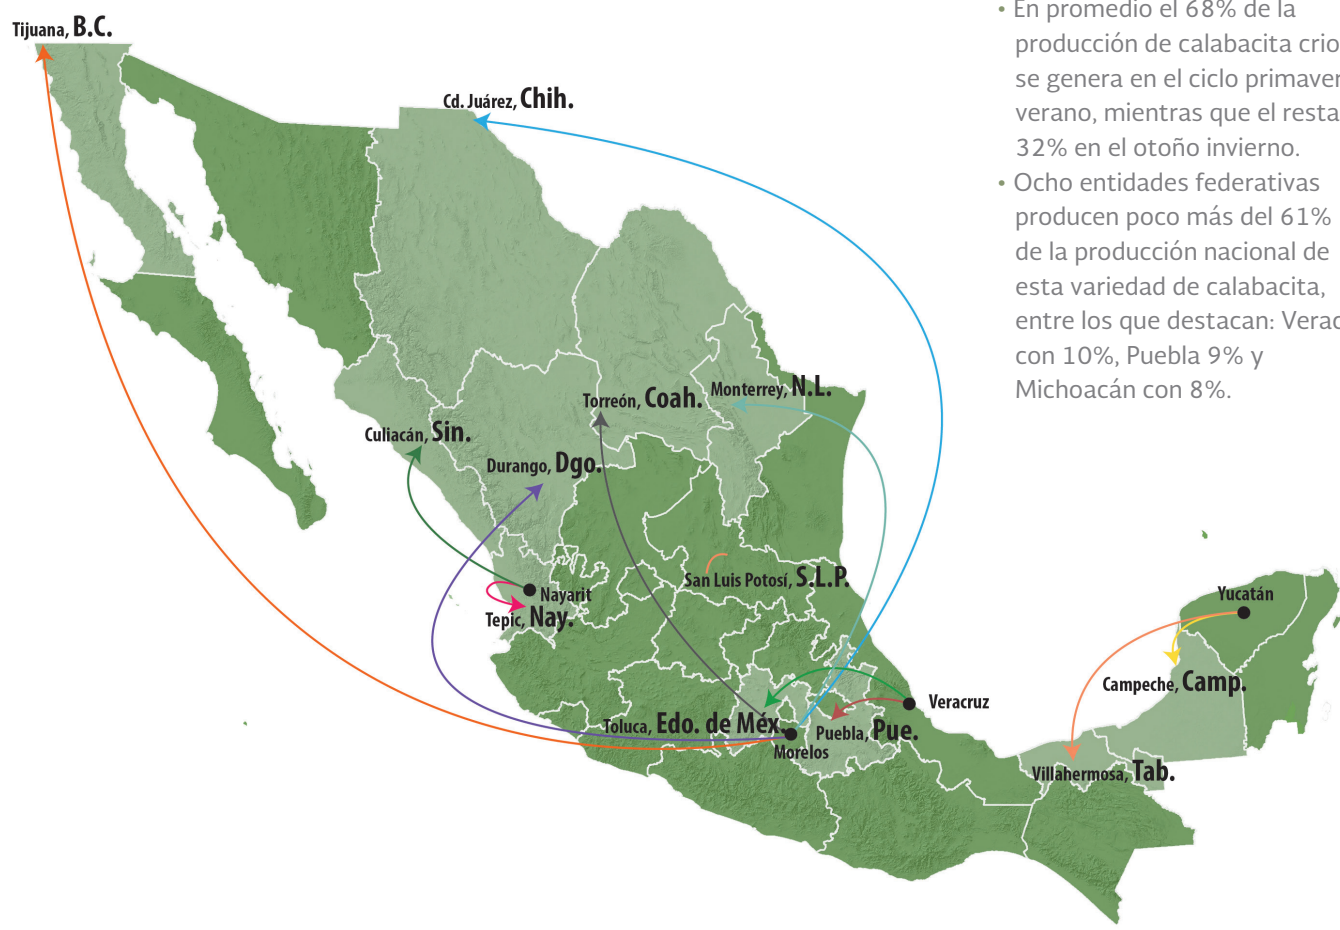 Tijuana, B.C.
Cd. Juárez, Chih.
Torreón, Coah.
Monterrey, N.L.
Culiacán, Sin.
Durango, Dgo.
San Luis Potosí, S.L.P.
Nayarit
Tepic, Nay.
Toluca, Edo. de Méx.
Morelos
Puebla, Pue.
Veracruz
Yucatán
Campeche, Camp.
Villahermosa, Tab.
• En promedio el 68% de la
producción de calabacita crio
se genera en el ciclo primaver
verano, mientras que el resta
32% en el otoño invierno.
• Ocho entidades federativas
producen poco más del 61%
de la producción nacional de
esta variedad de calabacita,
entre los que destacan: Verac
con 10%, Puebla 9% y
Michoacán con 8%.